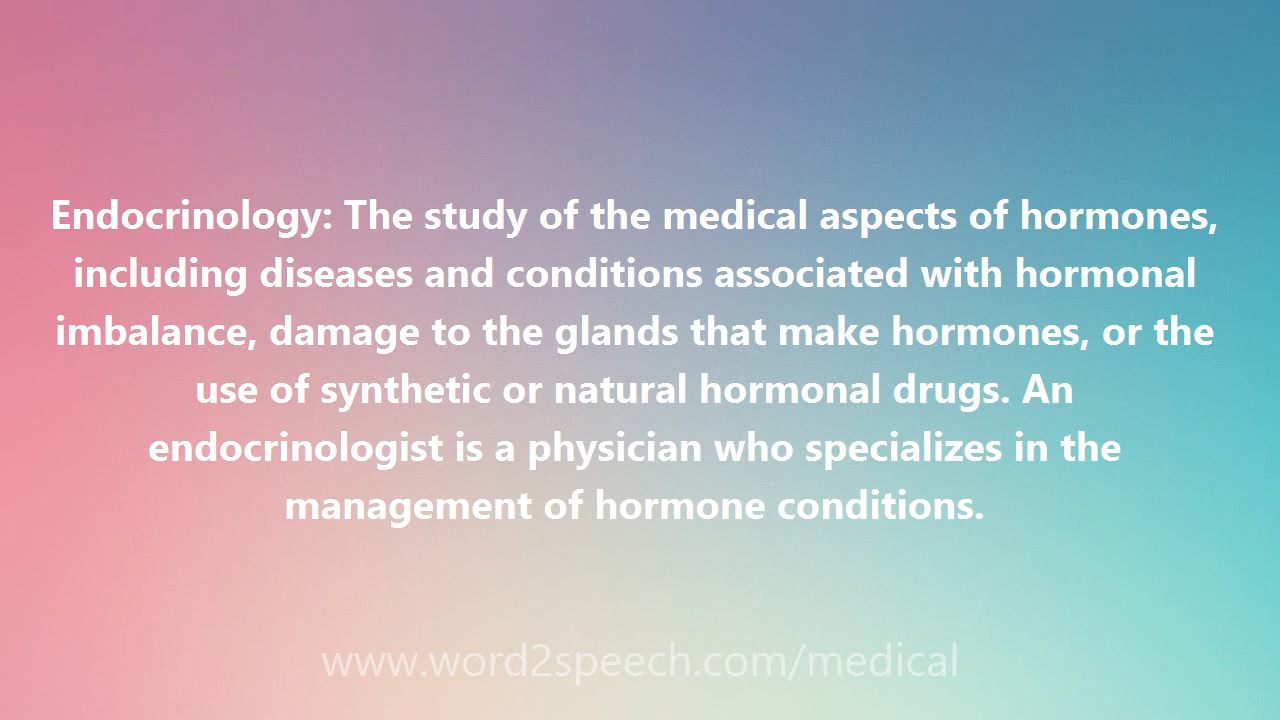 Endocrinology: The study of the medical aspects of hormones,
including diseases and conditions associated with hormonal
imbalance, damage to the glands that make hormones, or the
use of synthetic or natural hormonal drugs. An
endocrinologist is a physician who specializes in the
management of hormone conditions.
www.word2speech.com/medical